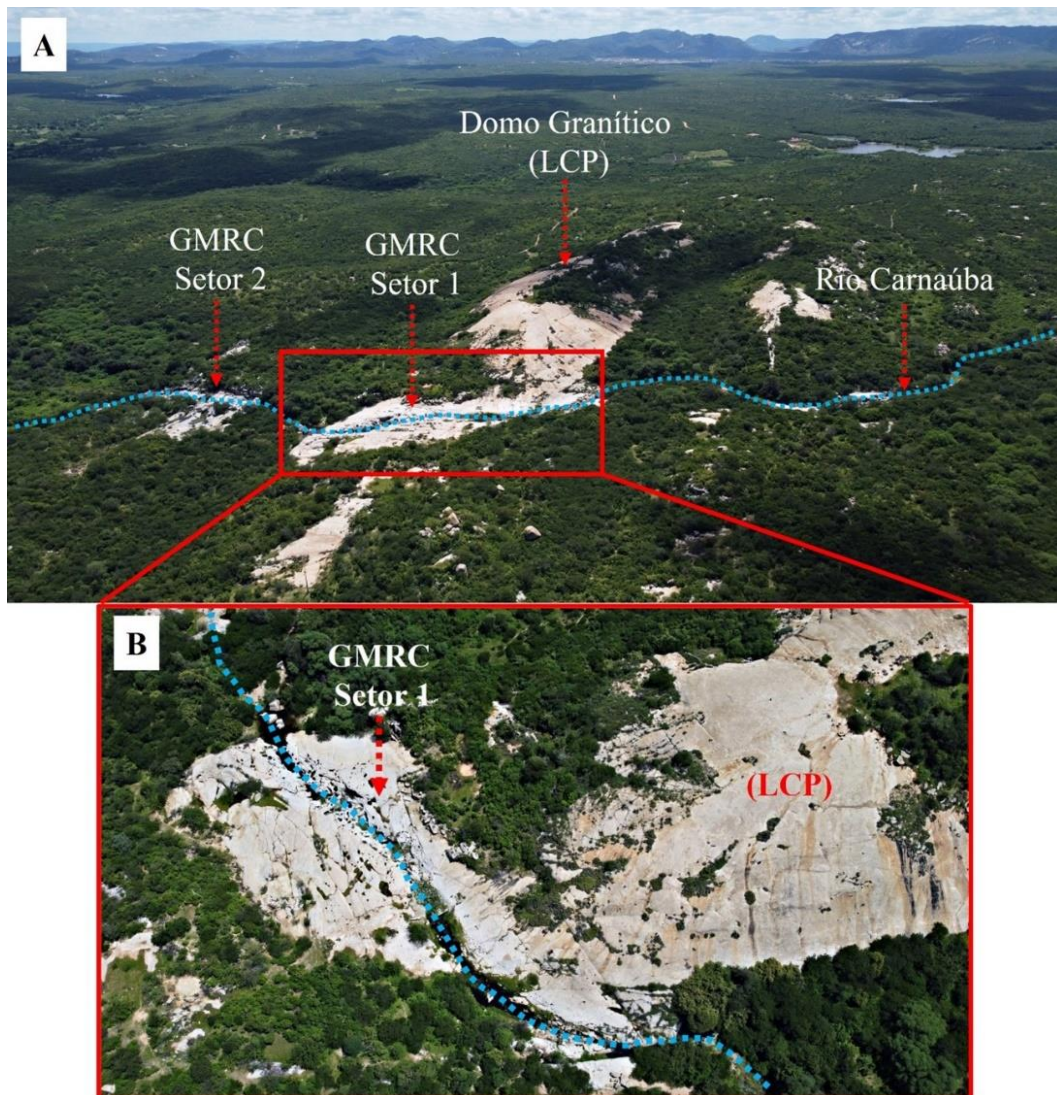 A
Domo Granítico
(LCP)
GMRC
Setor 2
GMRC
Setor 1
Rio Carnaúba
B
GMRC
Setor 1
(LCP)